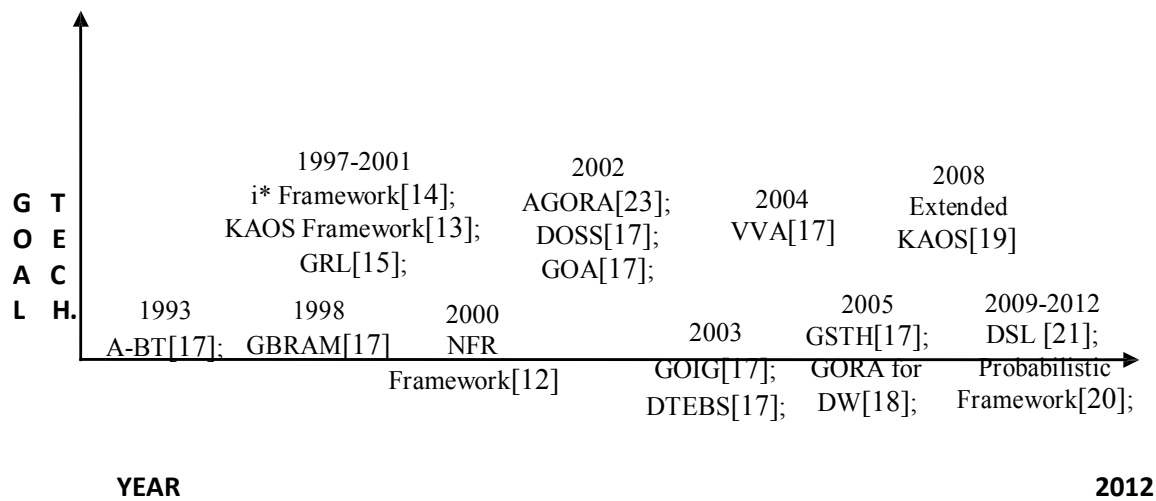 1997-2001
i* Framework[14];
KAOS Framework[13];
GRL[15];
2002
AGORA[23];
DOSS[17];
GOA[17];
2004
VVA[17]
2008
Extended
KAOS[19]
G T
O E
A C
L H.
1993
A-BT[17];
1998
GBRAM[17]
2000
NFR
Framework[12]
2003
GOIG[17];
DTEBS[17];
2005
GSTH[17];
GORA for
DW[18];
2009-2012
DSL [21];
Probabilistic
Framework[20];
YEAR
2012